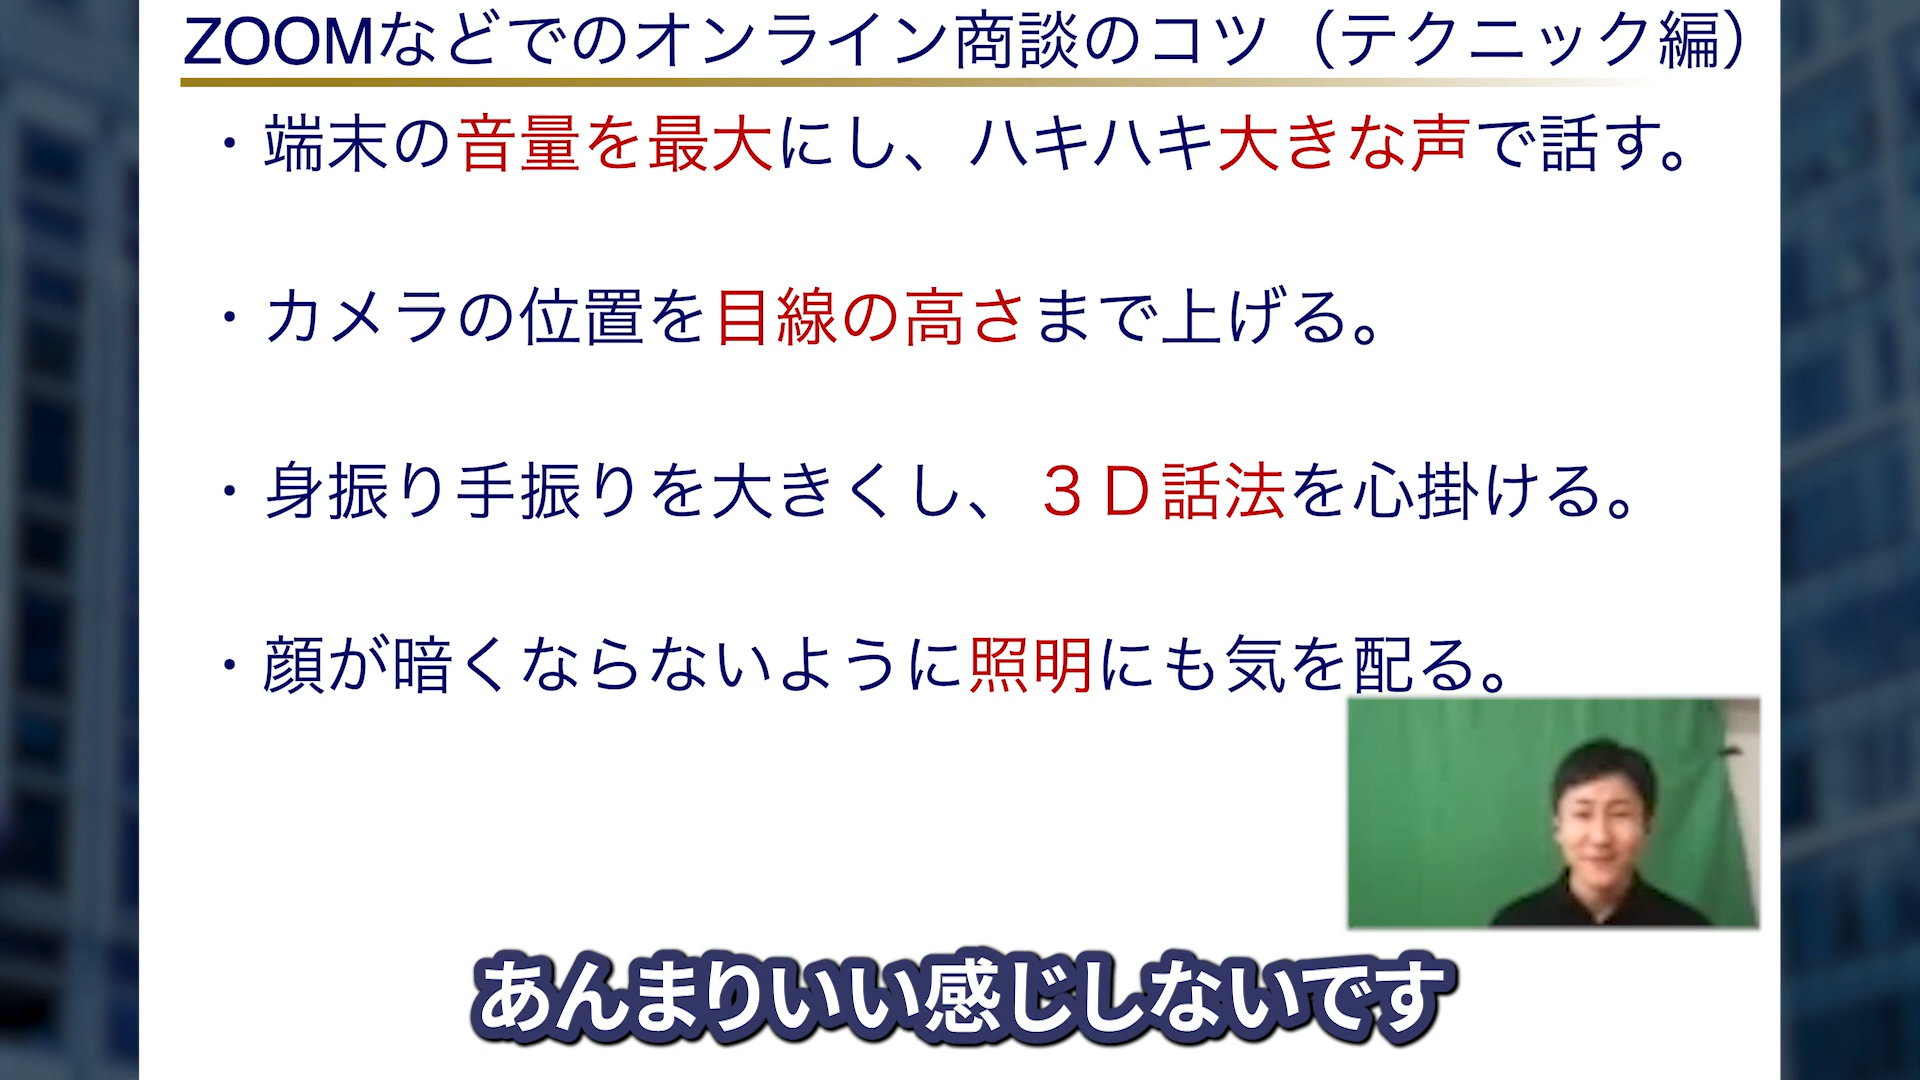 ZOOMなどでのオンライン商談のコツ（テクニック編）
・端末の音量を最大にし、ハキハキ大きな声で話す。
・カメラの位置を目線の高さまで上げる。
・身振り手振りを大きくし、３Ｄ話法を心掛ける。
・顔が暗くならないように照明にも気を配る。
あんまりいい感じしないです